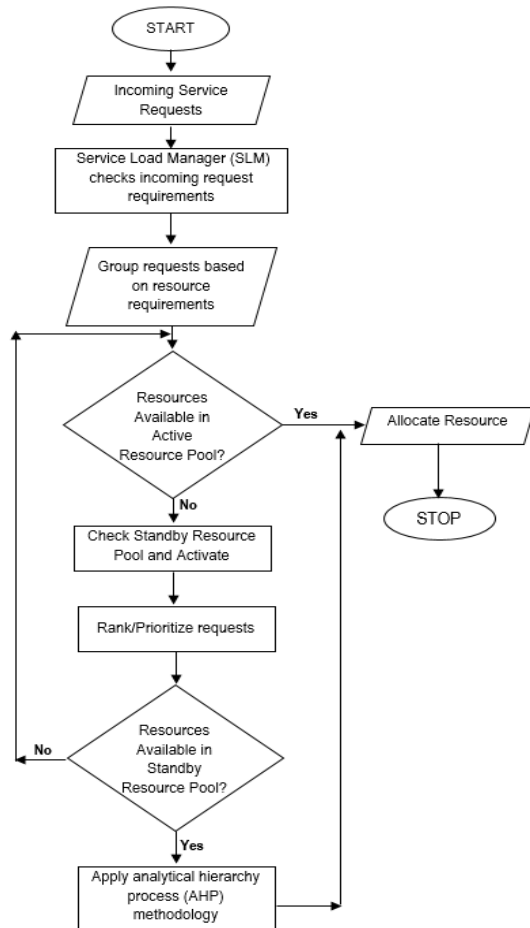 START
Incoming Service
Requests
Service Load Manager (SLM)
checks incoming request
requirements
Group requests based
on resource
requirements
Resources
Available in
Active
Resource Pool?
Yes
Allocate Resource
STOP
No
Check Standby Resource
Pool and Activate
Rank/Prioritize requests
Resources
Available in
Standby
Resource Pool?
No
Yes
Apply analytical hierarchy
process (AHP)
methodology